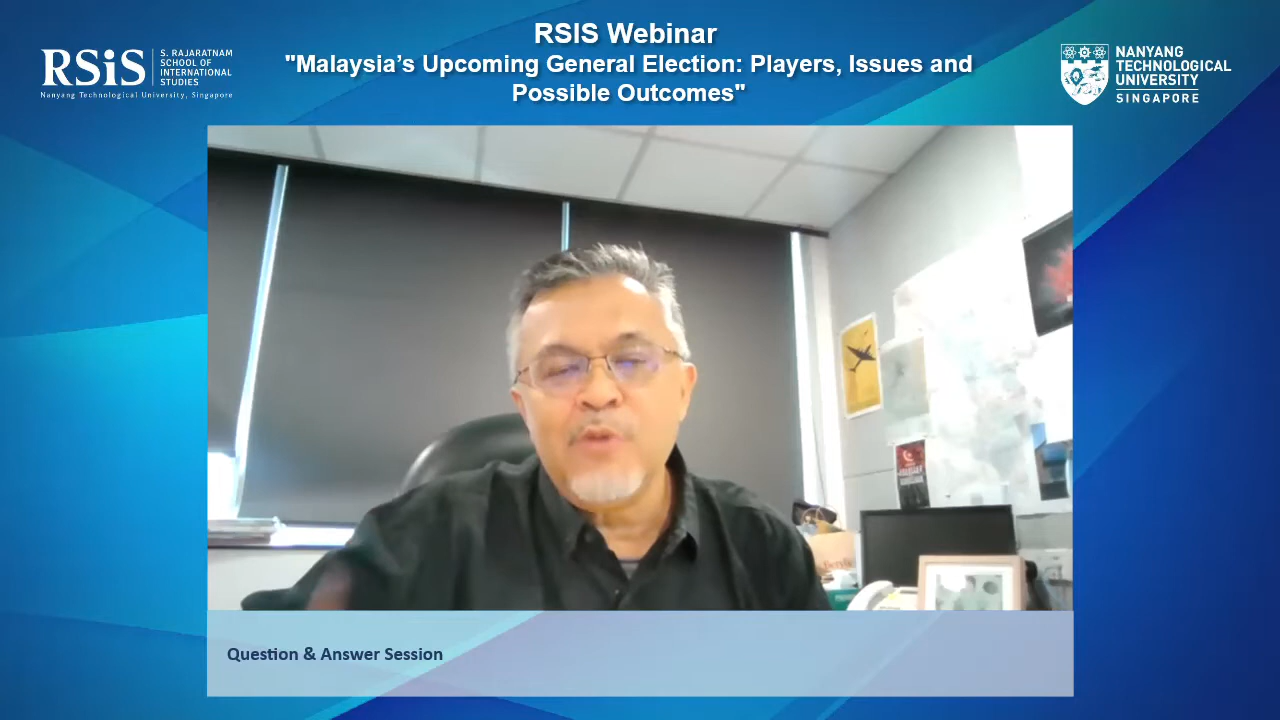 RSIS Webinar
"Malaysia's Upcoming General Election: Players, Issues and
Possible Outcomes"
RSiS
S. RAJARATNAM
SCHOOL OF
INTERNATIONAL
STUDIES
Nanyang Technological University, Singapore
NANYANG
TECHNOLOGICAL
UNIVERSITY
SINGAPORE
Question & Answer Session